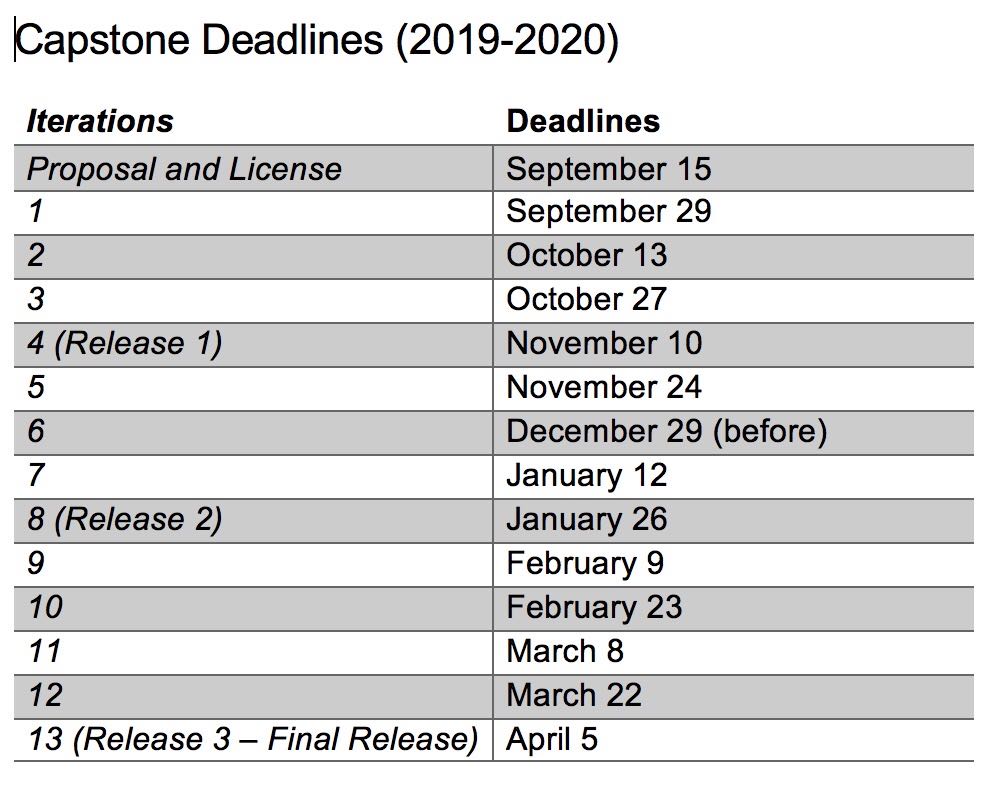 Capstone Deadlines (2019-2020)
Iterations Deadlines
Proposal and License September 15
1 September 29
2 October 13
3 October 27
4 (Release 1) November 10
5 November 24
6 December 29 (before)
7 January 12
8 (Release 2) January 26
9 February 9
10 February 23
11 March 8
12 March 22
13 (Release 3 – Final Release) April 5